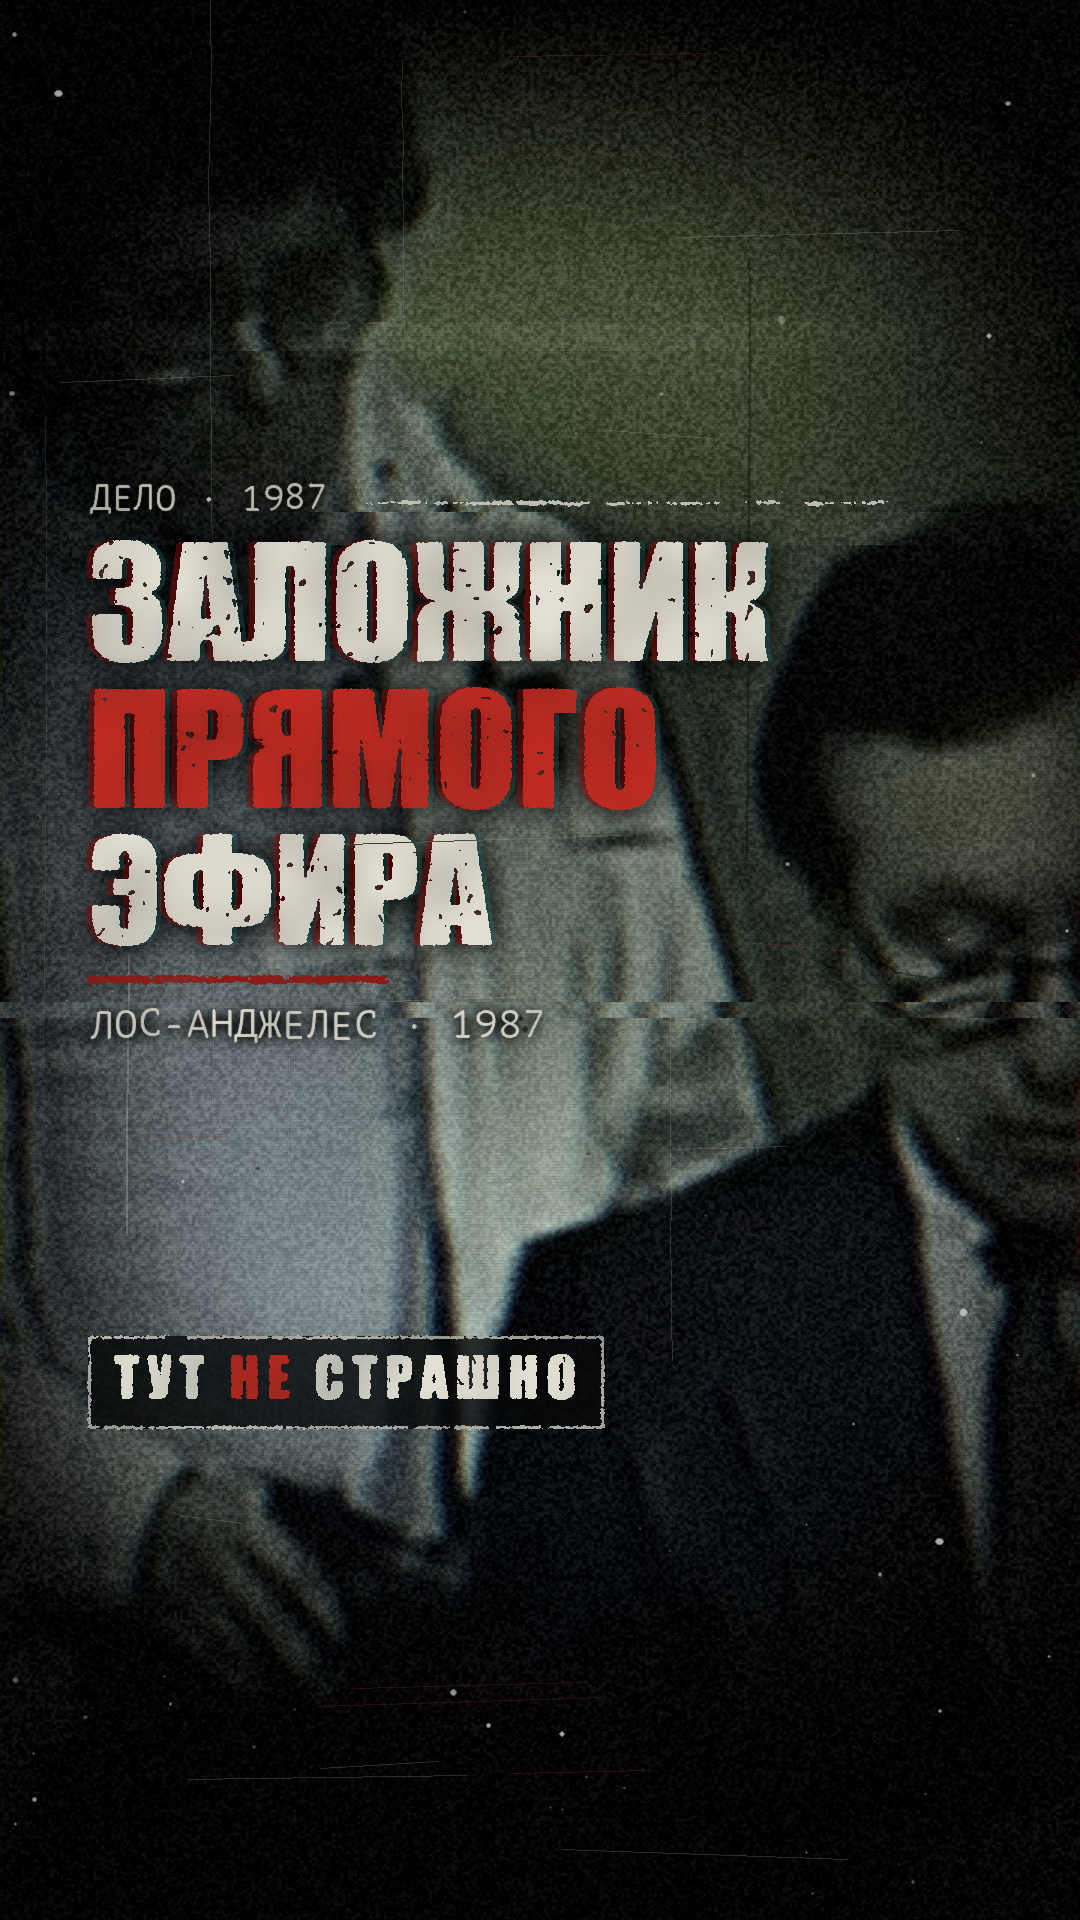 ДЕЛО · 1987
ЗАЛОЖНИК
ПРЯМОГО
ЭФИРА
ЛОС-АНДЖЕЛЕС · 1987
ТУТ НЕ СТРАШНО